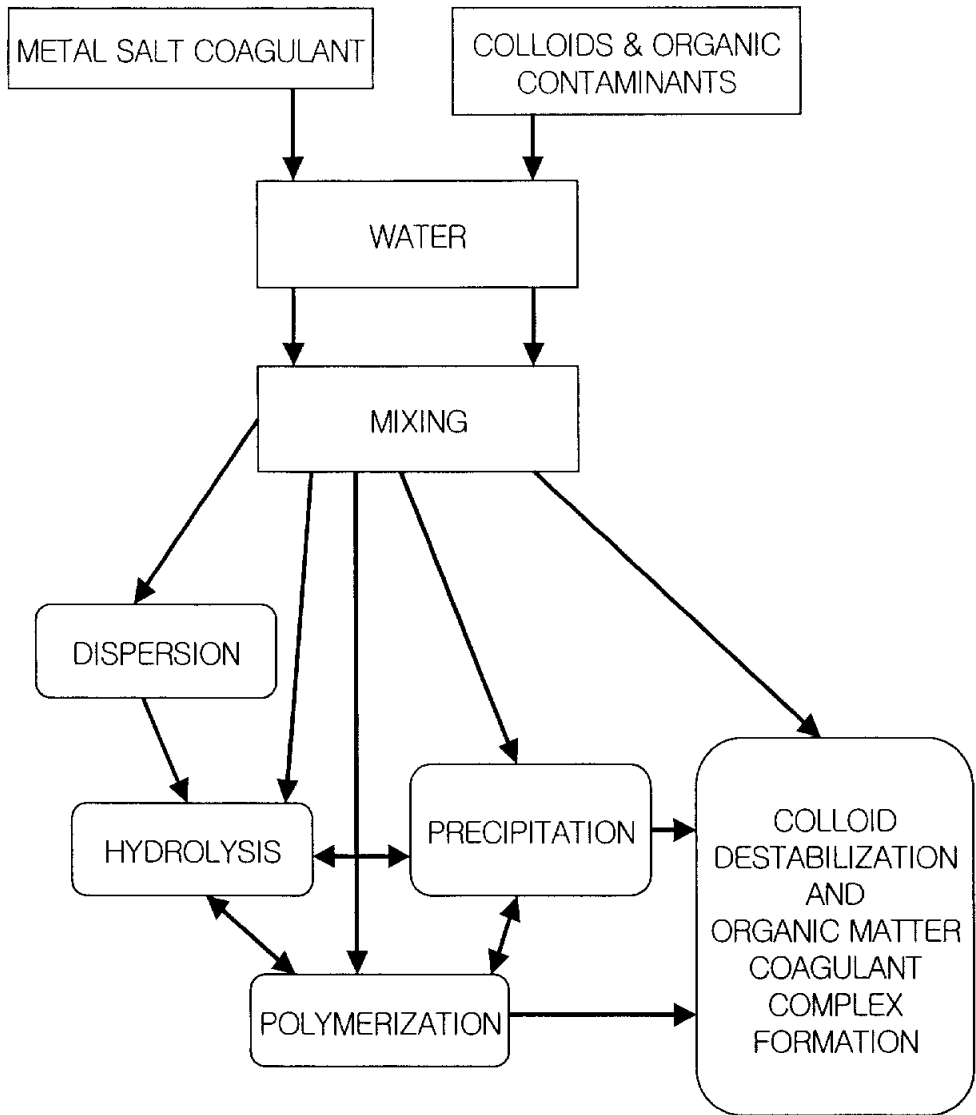 METAL SALT COAGULANT
COLLOIDS & ORGANIC
CONTAMINANTS
WATER
MIXING
DISPERSION
HYDROLYSIS
PRECIPITATION
POLYMERIZATION
COLLOID
DESTABILIZATION
AND
ORGANIC MATTER
COAGULANT
COMPLEX
FORMATION